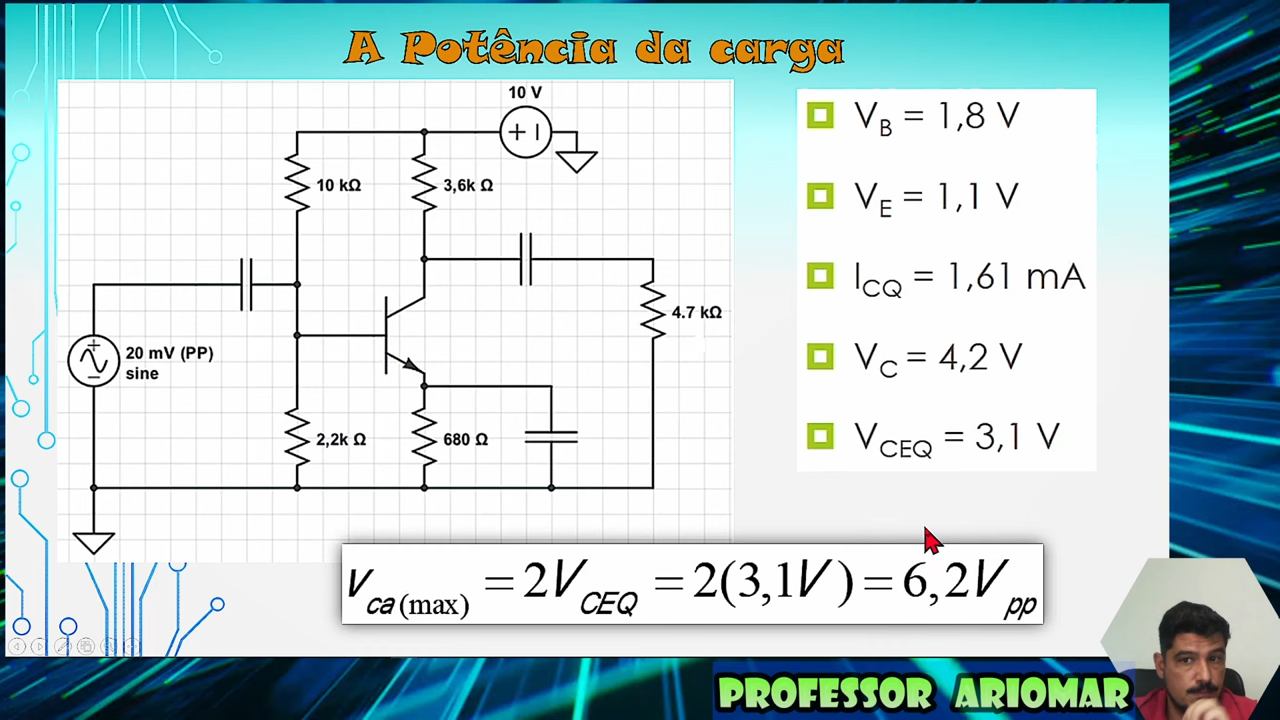 A Potência da carga
10 V
10 kΩ
3,6k Ω
4.7 kΩ
20 mV (PP)
sine
2,2k Ω
680 Ω
V_B = 1,8 V
V_E = 1,1 V
I_CQ = 1,61 mA
V_C = 4,2 V
V_CEQ = 3,1 V
V_ca(max) = 2V_CEQ = 2(3,1V) = 6,2V_pp
PROFESSOR ARIOMAR